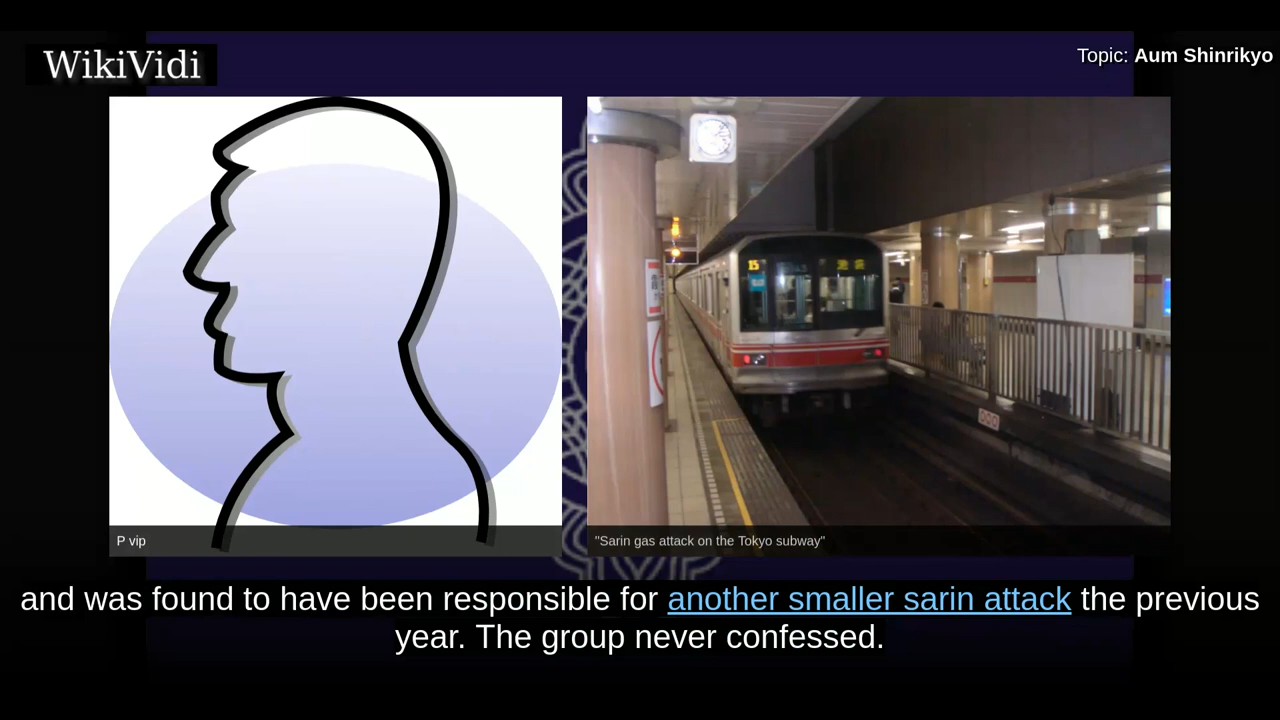 WikiVidi
Topic: Aum Shinrikyo
15
P vip
"Sarin gas attack on the Tokyo subway"
and was found to have been responsible for another smaller sarin attack the previous
year. The group never confessed.